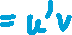 = u'v